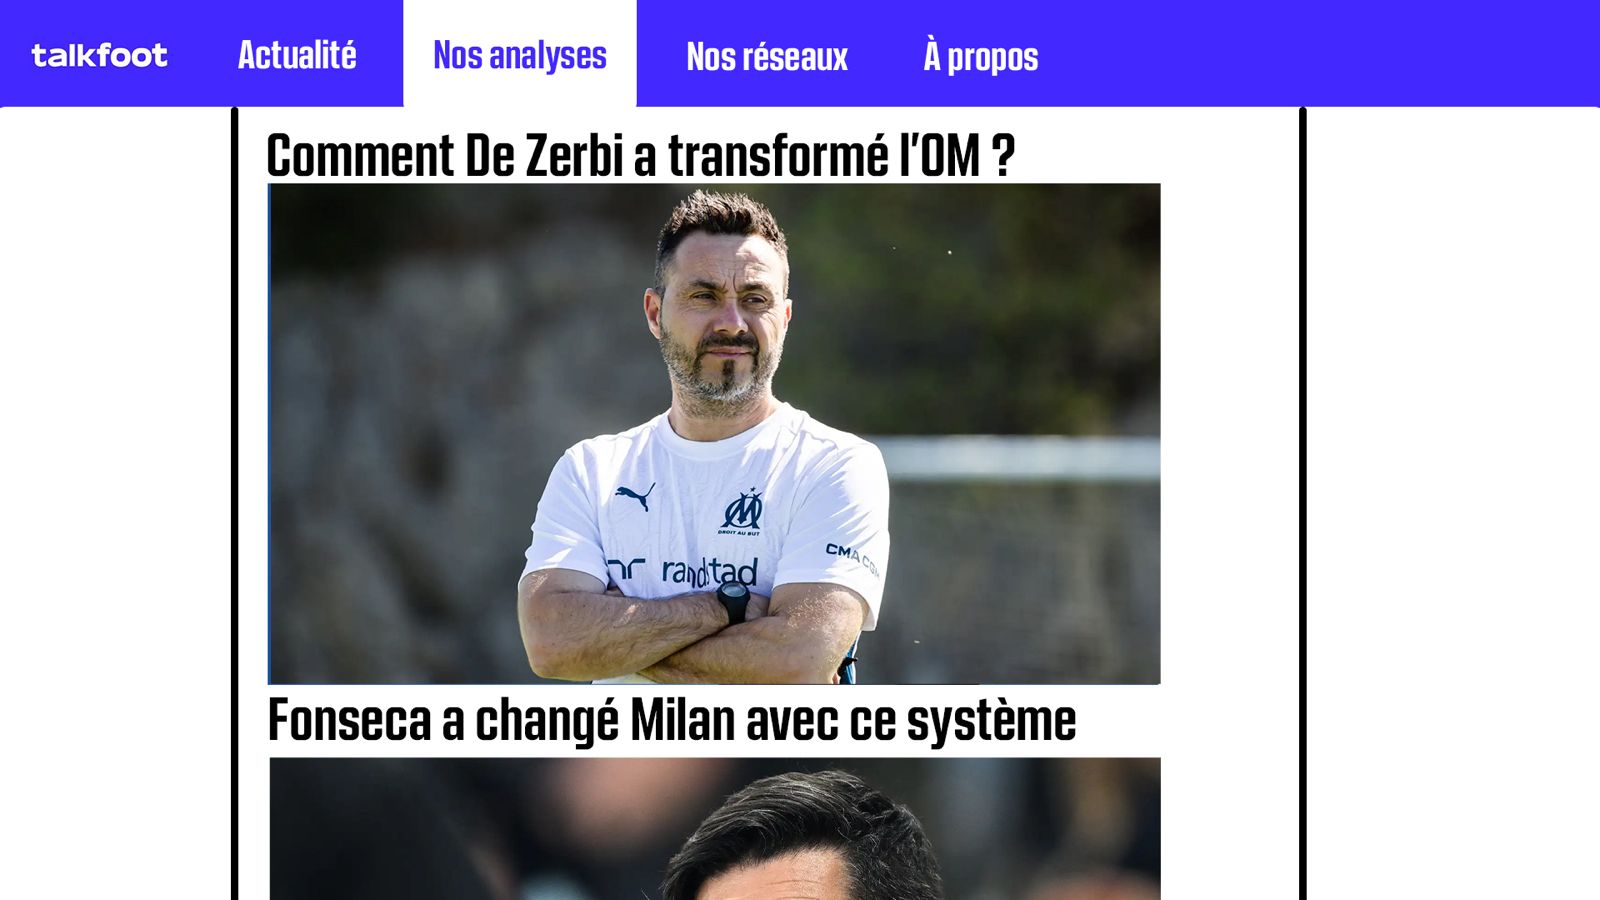 talkfoot
Actualité
Nos analyses
Nos réseaux
À propos
Comment De Zerbi a transformé l'OM ?
DROIT AU BUT
CMA CGM
randstad
Fonseca a changé Milan avec ce système